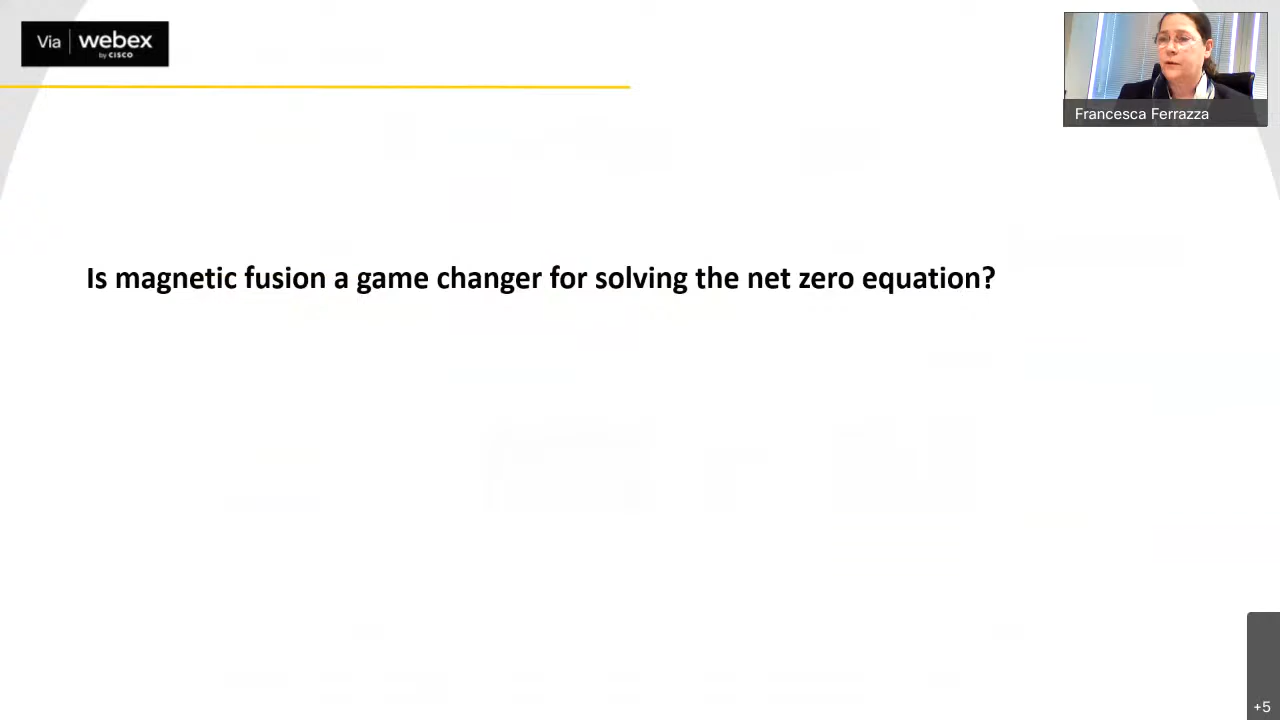 Via webex
by CISCO
Francesca Ferrazza
Is magnetic fusion a game changer for solving the net zero equation?
+5